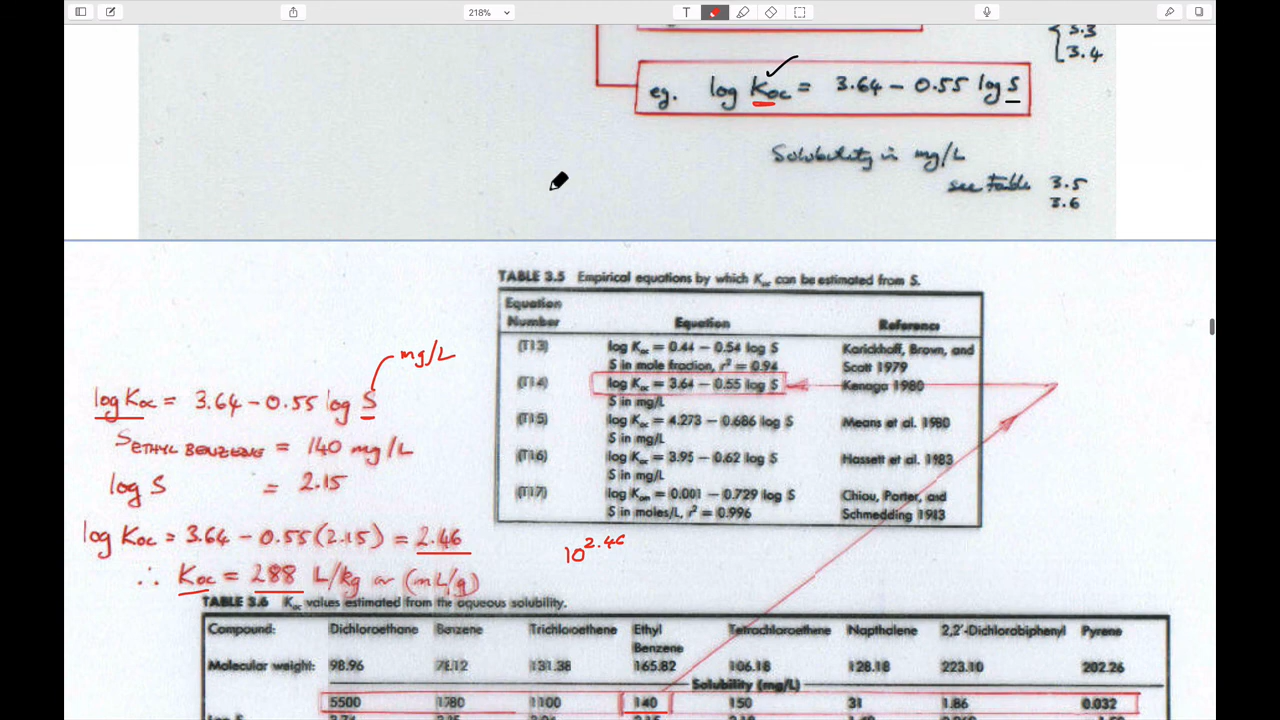 218%
T
3.3
3.4
eg. log Koc = 3.64 - 0.55 log S
Solubility in mg/L
see Table 3.5
3.6
TABLE 3.5 Empirical equations by which Koc can be estimated from S.
Equation Number Equation Reference
(T13) log Koc = 0.44 − 0.54 log S Karickhoff, Brown, and
S in mole fraction, r² = 0.94 Scott 1979
(T14) log Koc = 3.64 − 0.55 log S Kenaga 1980
S in mg/L
(T15) log Koc = 4.273 − 0.686 log S Means et al. 1980
S in mg/L
(T16) log Koc = 3.95 − 0.62 log S Hassett et al. 1983
S in mg/L
(T17) log Kom = 0.001 − 0.729 log S Chiou, Porter, and
S in moles/L, r² = 0.996 Schmedding 1983
mg/L
log Koc = 3.64 - 0.55 log S
S ETHYL BENZENE = 140 mg/L
log S = 2.15
log Koc = 3.64 - 0.55(2.15) = 2.46
10^2.46
∴ Koc = 288 L/kg or (mL/g)
TABLE 3.6 Koc values estimated from the aqueous solubility.
Compound: Dichloroethane Benzene Trichloroethene Ethyl Benzene Tetrachloroethene Napthalene 2,2'-Dichlorobiphenyl Pyrene
Molecular weight: 98.96 78.12 131.38 165.82 106.18 128.18 223.10 202.26
Solubility (mg/L)
5500 1780 1100 140 150 31 1.86 0.032